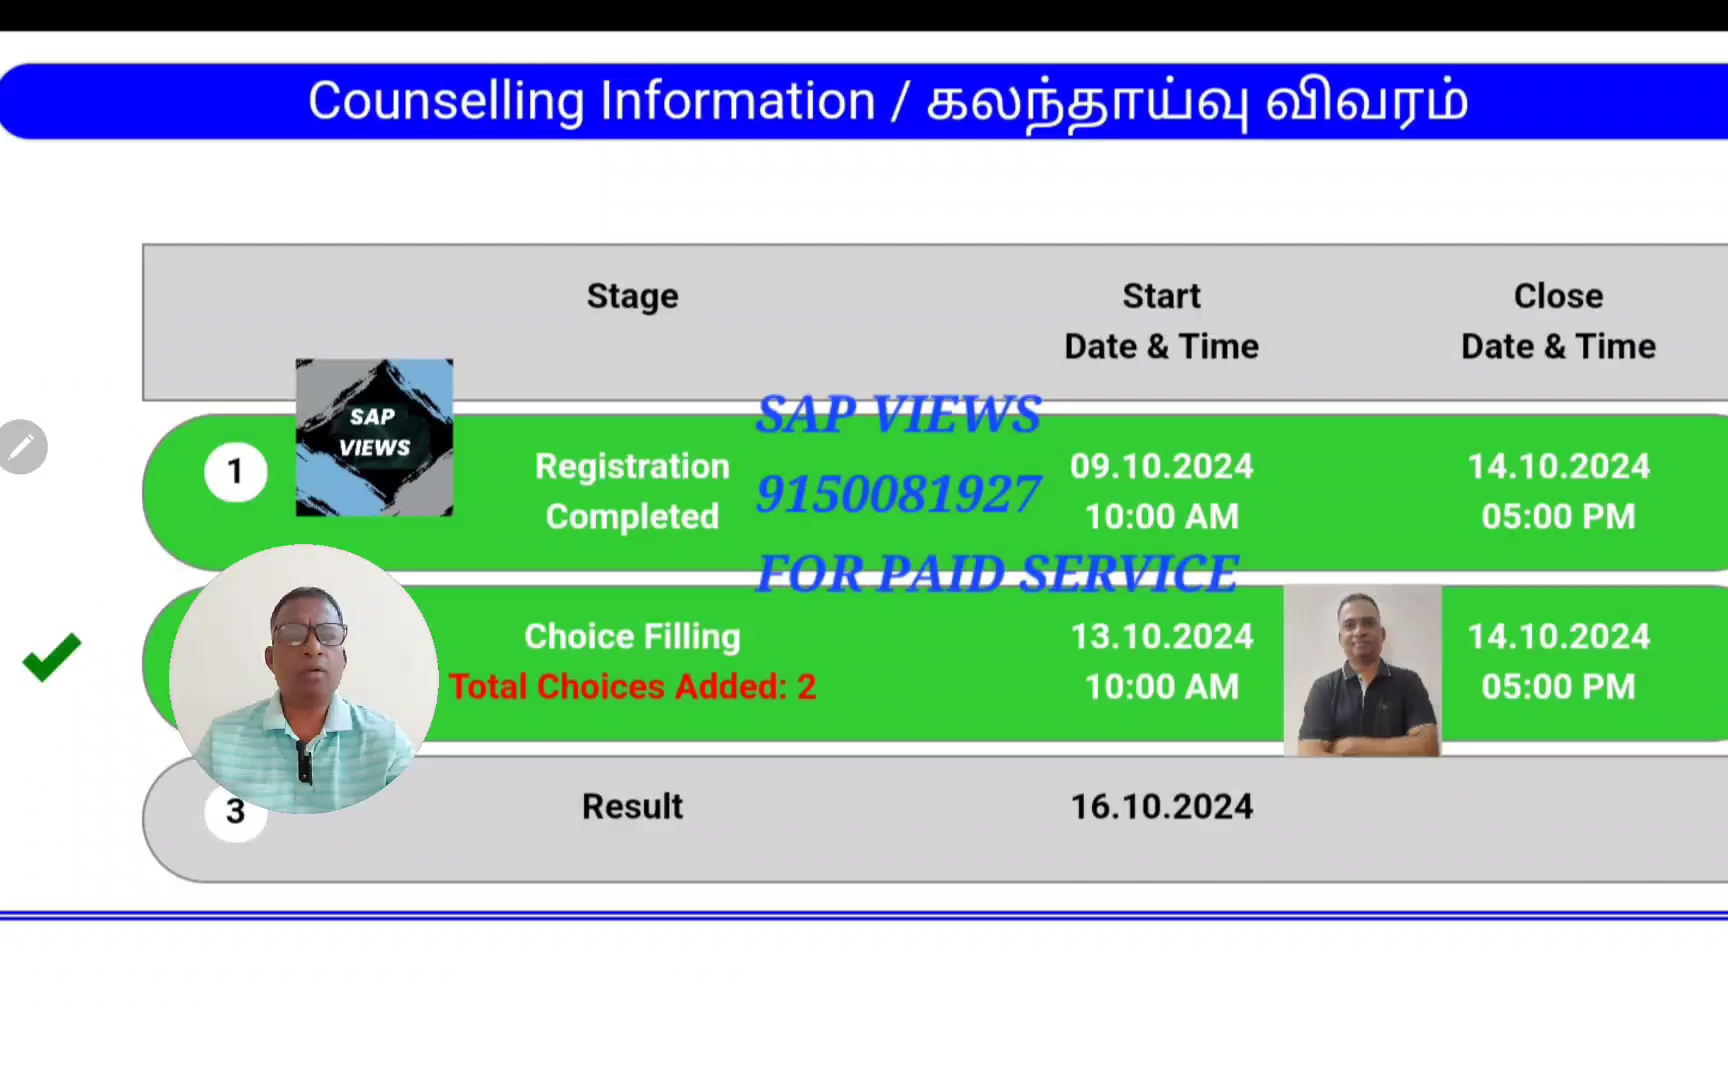 Counselling Information / கலந்தாய்வு விவரம்
Stage
Start
Date & Time
Close
Date & Time
1
SAP
VIEWS
Registration
Completed
09.10.2024
10:00 AM
14.10.2024
05:00 PM
SAP VIEWS
9150081927
FOR PAID SERVICE
Choice Filling
Total Choices Added: 2
13.10.2024
10:00 AM
14.10.2024
05:00 PM
3
Result
16.10.2024